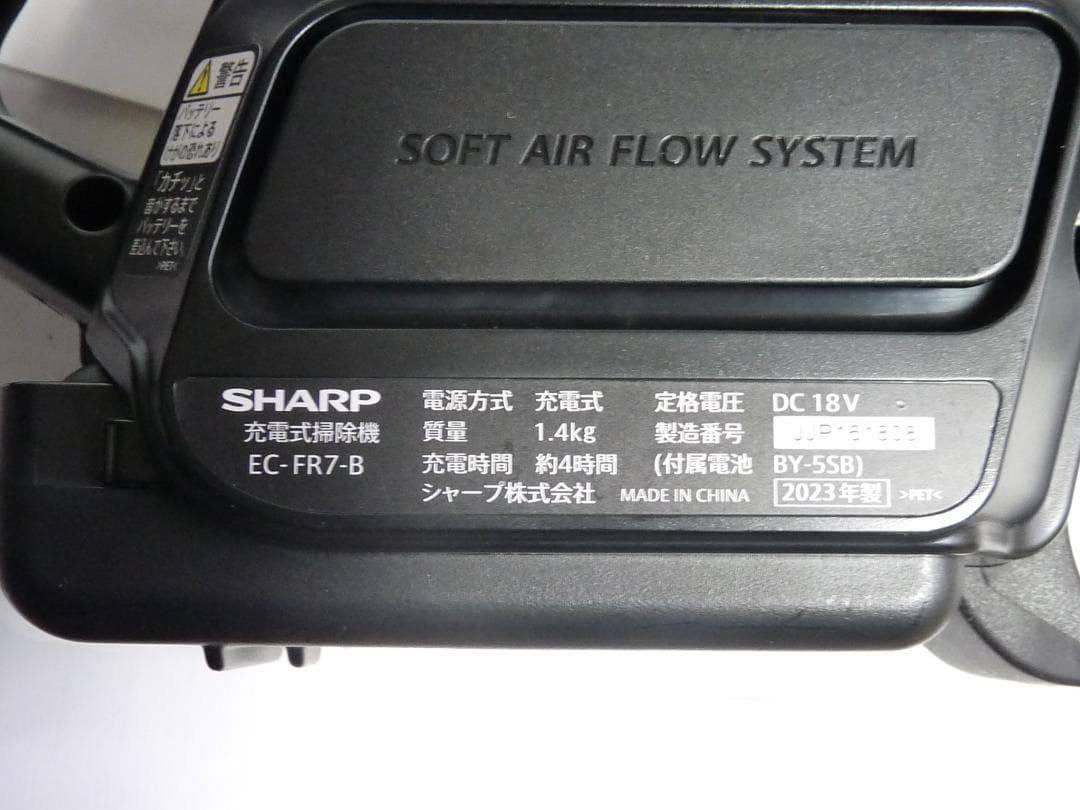 警告
バッテリー
落下による
けがの恐れあり
「カチッ」と
音がするまで
バッテリーを
差込んで下さい。
>PET<
SOFT AIR FLOW SYSTEM
SHARP
充電式掃除機
EC-FR7-B
電源方式 充電式 定格電圧 DC 18V
質量 1.4kg 製造番号
充電時間 約4時間 (付属電池 BY-5SB)
シャープ株式会社 MADE IN CHINA 2023年製 >PET<